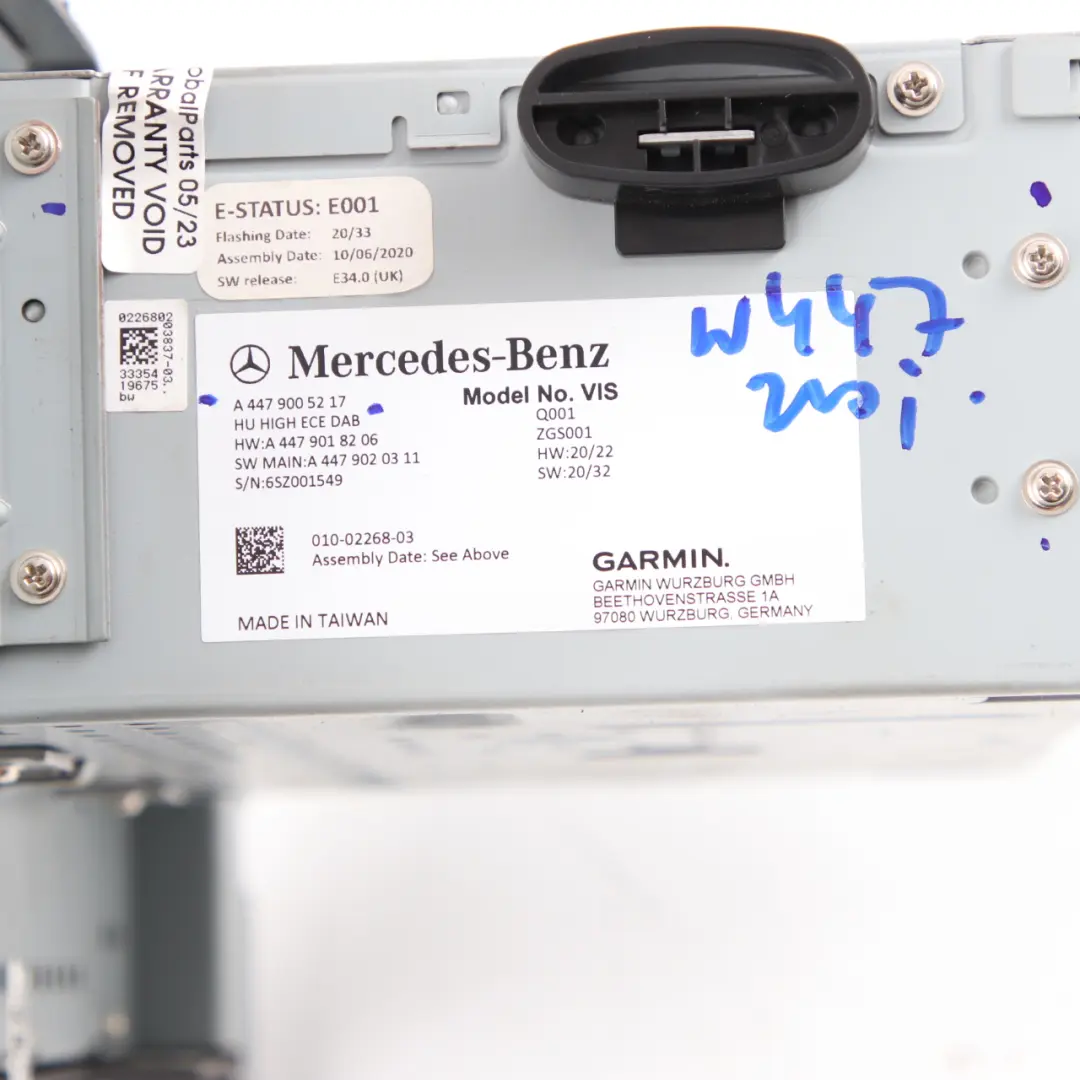 obalParts 05/23
ARRANTY VOID
F REMOVED
E-STATUS: E001
Flashing Date: 20/33
Assembly Date: 10/06/2020
SW release: E34.0 (UK)
0226802
03837-03.
33354
19675
bw
Mercedes-Benz
Model No. VIS
A 447 900 52 17
HU HIGH ECE DAB
HW:A 447 901 82 06
SW MAIN:A 447 902 03 11
S/N:6SZ001549
Q001
ZGS001
HW:20/22
SW:20/32
010-02268-03
Assembly Date: See Above
MADE IN TAIWAN
GARMIN.
GARMIN WURZBURG GMBH
BEETHOVENSTRASSE 1A
97080 WURZBURG, GERMANY
W447